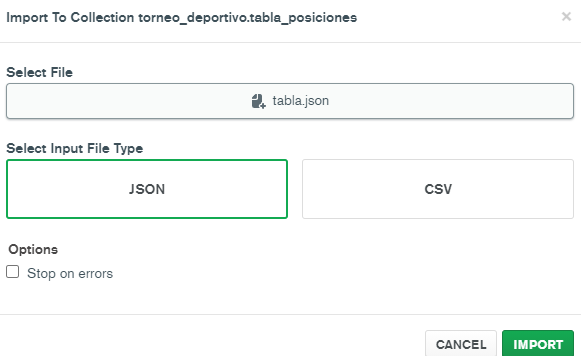 Import To Collection torneo_deportivo.tabla_posiciones
Select File
tabla.json
Select Input File Type
JSON CSV
Options
Stop on errors
CANCEL IMPORT